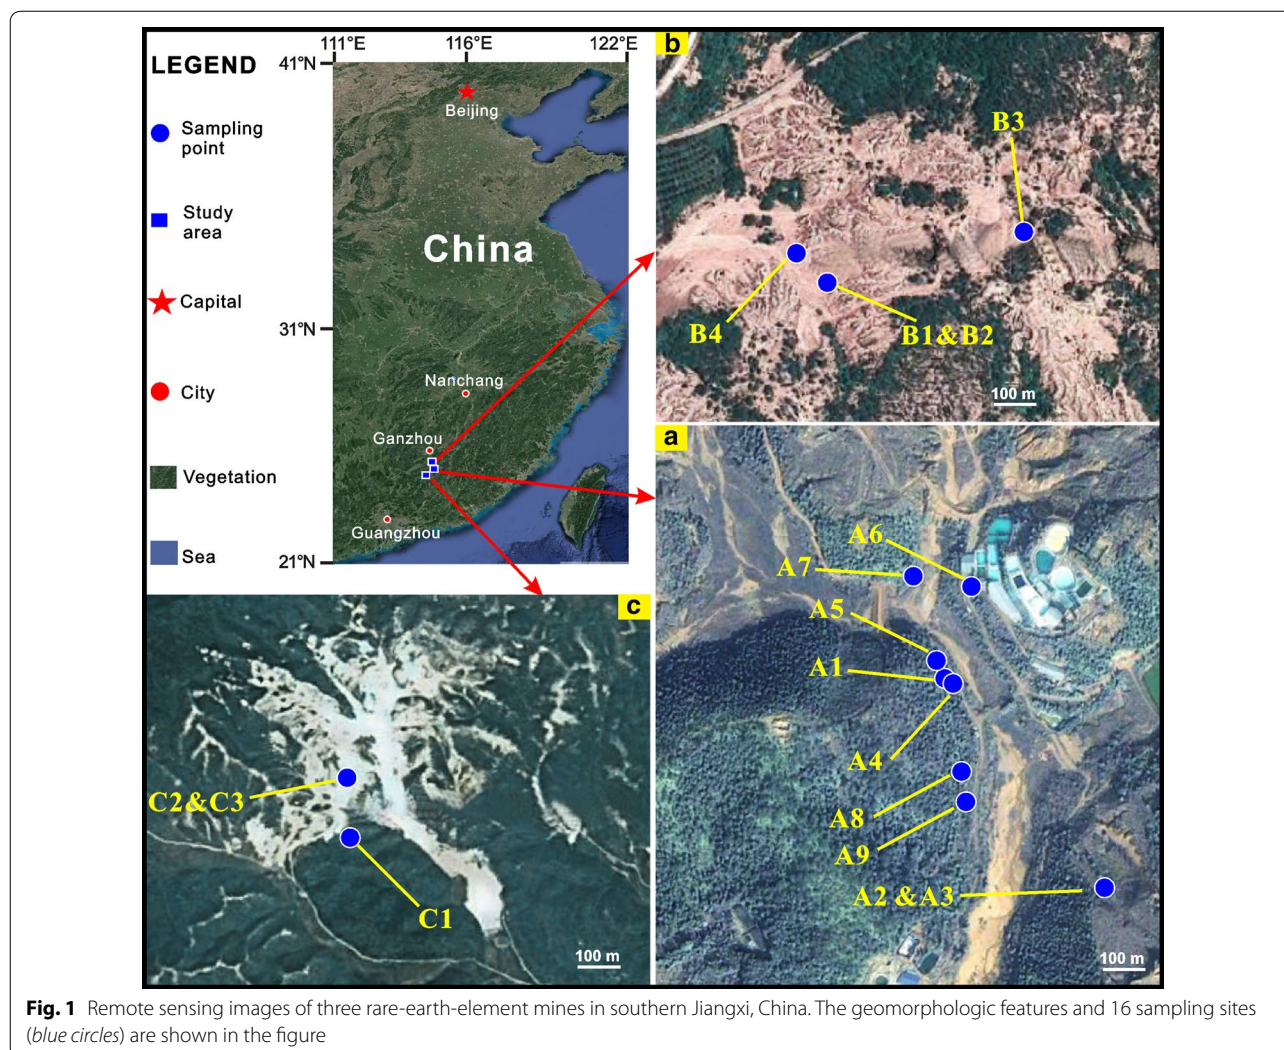 111°E 116°E 122°E
41°N
31°N
21°N
LEGEND
Sampling
point
Study
area
Capital
City
Vegetation
Sea
Beijing
China
Nanchang
Ganzhou
Guangzhou
b
B3
B4
B1&B2
100 m
a
A6
A7
A5
A1
A4
A8
A9
A2 &A3
100 m
c
C2&C3
C1
100 m
Fig. 1 Remote sensing images of three rare-earth-element mines in southern Jiangxi, China. The geomorphologic features and 16 sampling sites
(blue circles) are shown in the figure